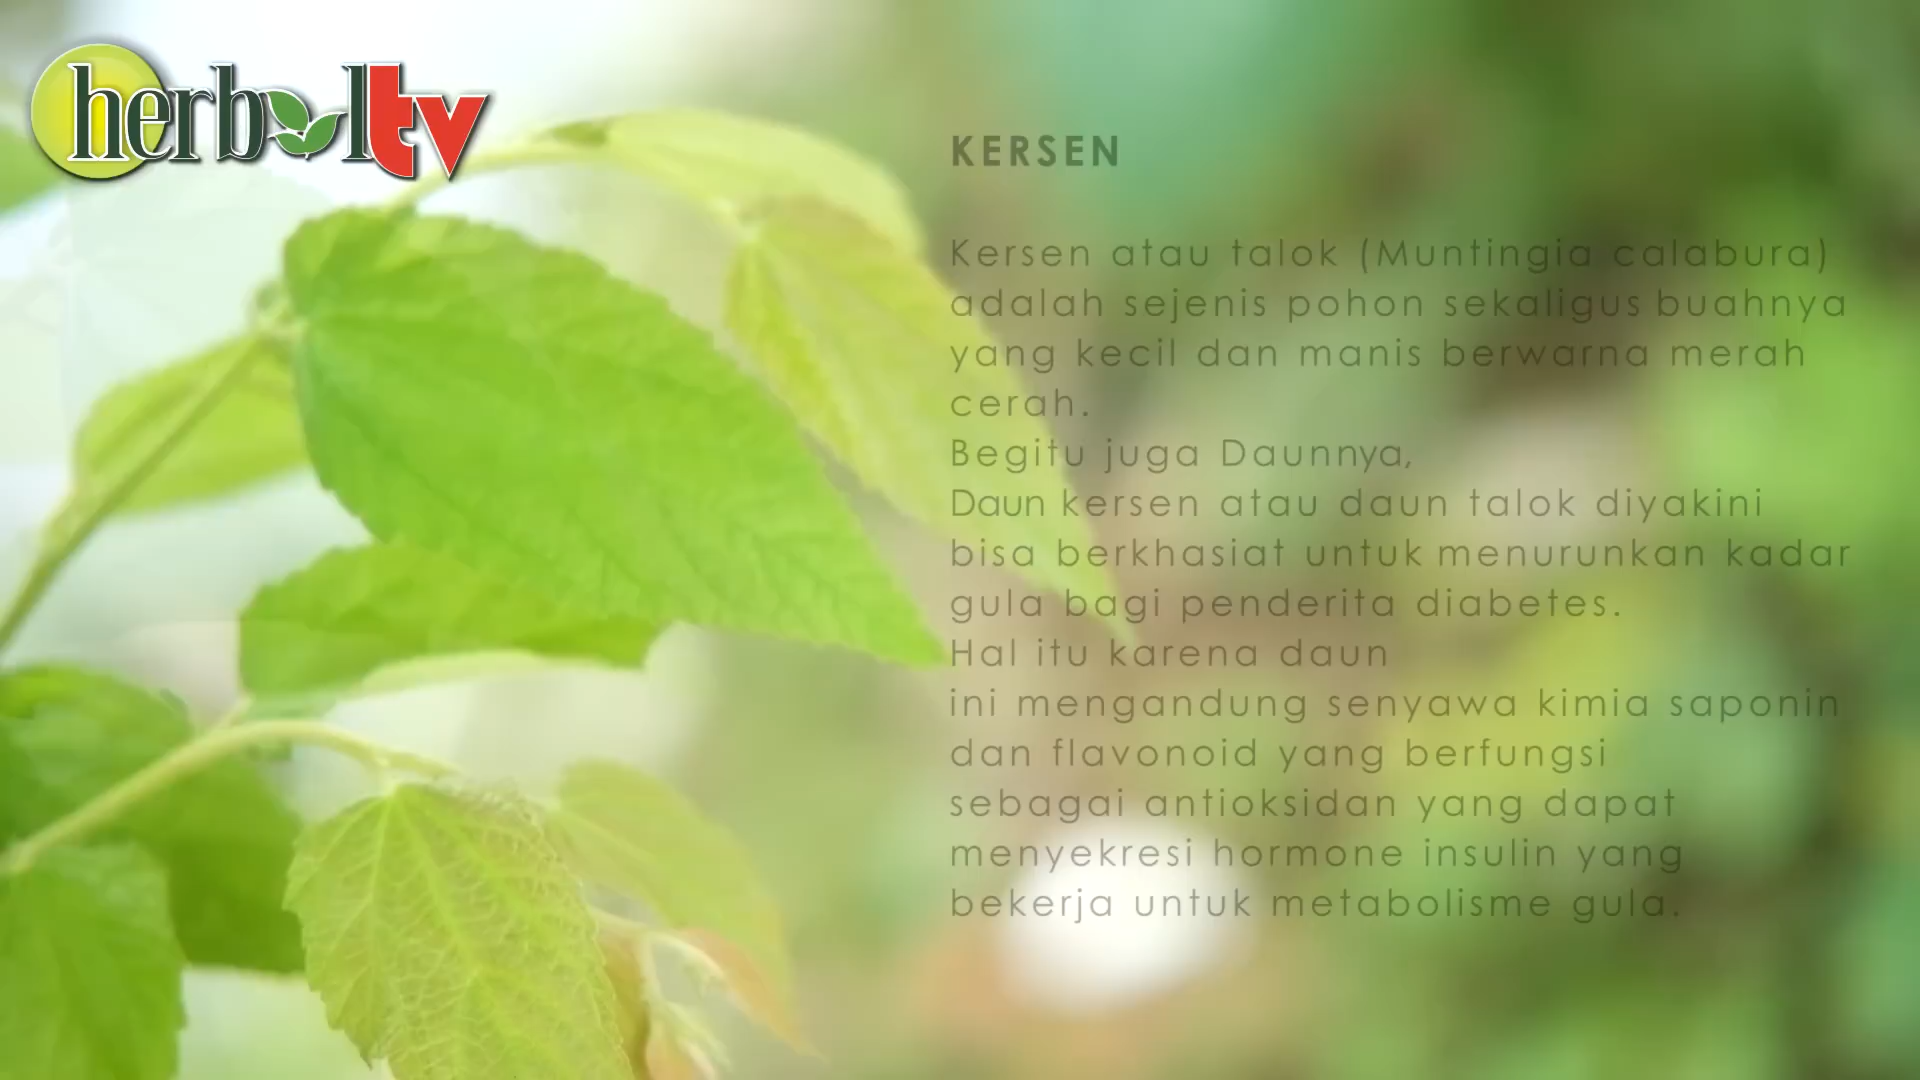 herbal tv
KERSEN
Kersen atau talok (Muntingia calabura)
adalah sejenis pohon sekaligus buahnya
yang kecil dan manis berwarna merah
cerah.
Begitu juga Daunnya,
Daun kersen atau daun talok diyakini
bisa berkhasiat untuk menurunkan kadar
gula bagi penderita diabetes.
Hal itu karena daun
ini mengandung senyawa kimia saponin
dan flavonoid yang berfungsi
sebagai antioksidan yang dapat
menyekresi hormone insulin yang
bekerja untuk metabolisme gula.